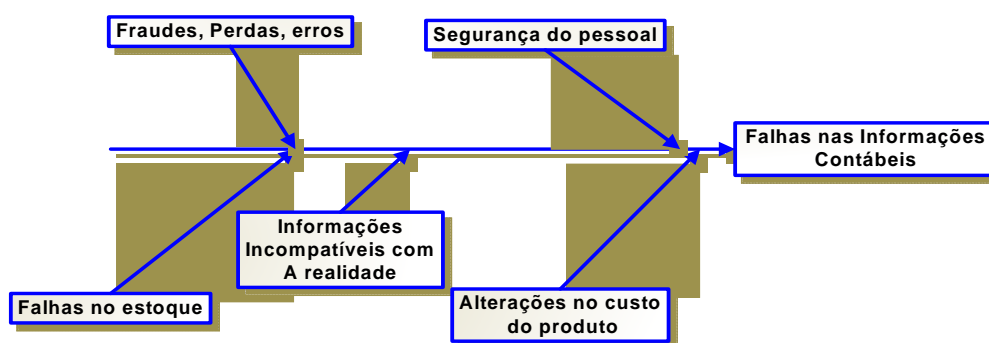 Fraudes, Perdas, erros
Segurança do pessoal
Falhas nas Informações
Contábeis
Informações
Incompatíveis com
A realidade
Falhas no estoque
Alterações no custo
do produto